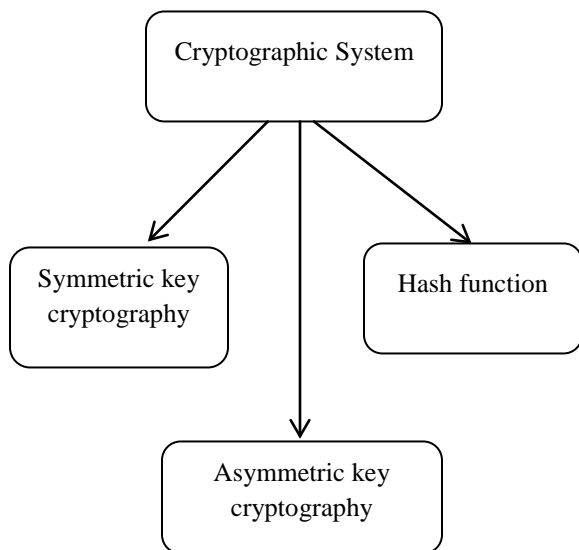 Cryptographic System
Symmetric key
cryptography
Hash function
Asymmetric key
cryptography